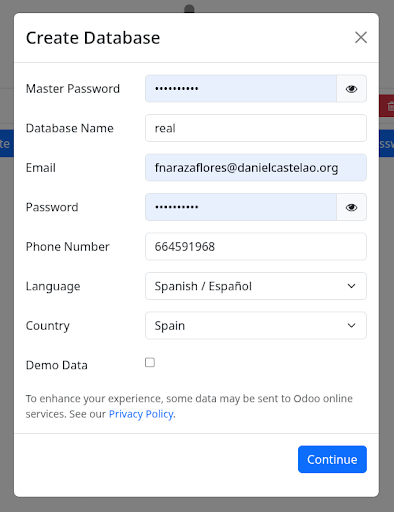 Create Database
Master Password ••••••••••
Database Name real
Email fnarazaflores@danielcastelao.org
Password ••••••••••
Phone Number 664591968
Language Spanish / Español
Country Spain
Demo Data
To enhance your experience, some data may be sent to Odoo online
services. See our Privacy Policy.
Continue